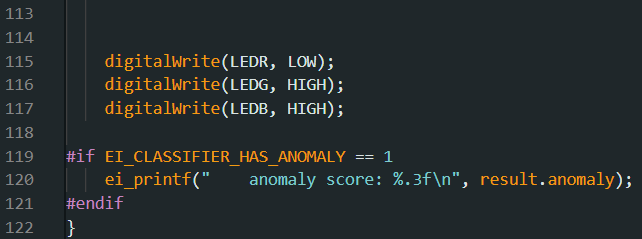 113
114
115 digitalWrite(LEDR, LOW);
116 digitalWrite(LEDG, HIGH);
117 digitalWrite(LEDB, HIGH);
118
119 #if EI_CLASSIFIER_HAS_ANOMALY == 1
120 ei_printf("    anomaly score: %.3f\n", result.anomaly);
121 #endif
122 }